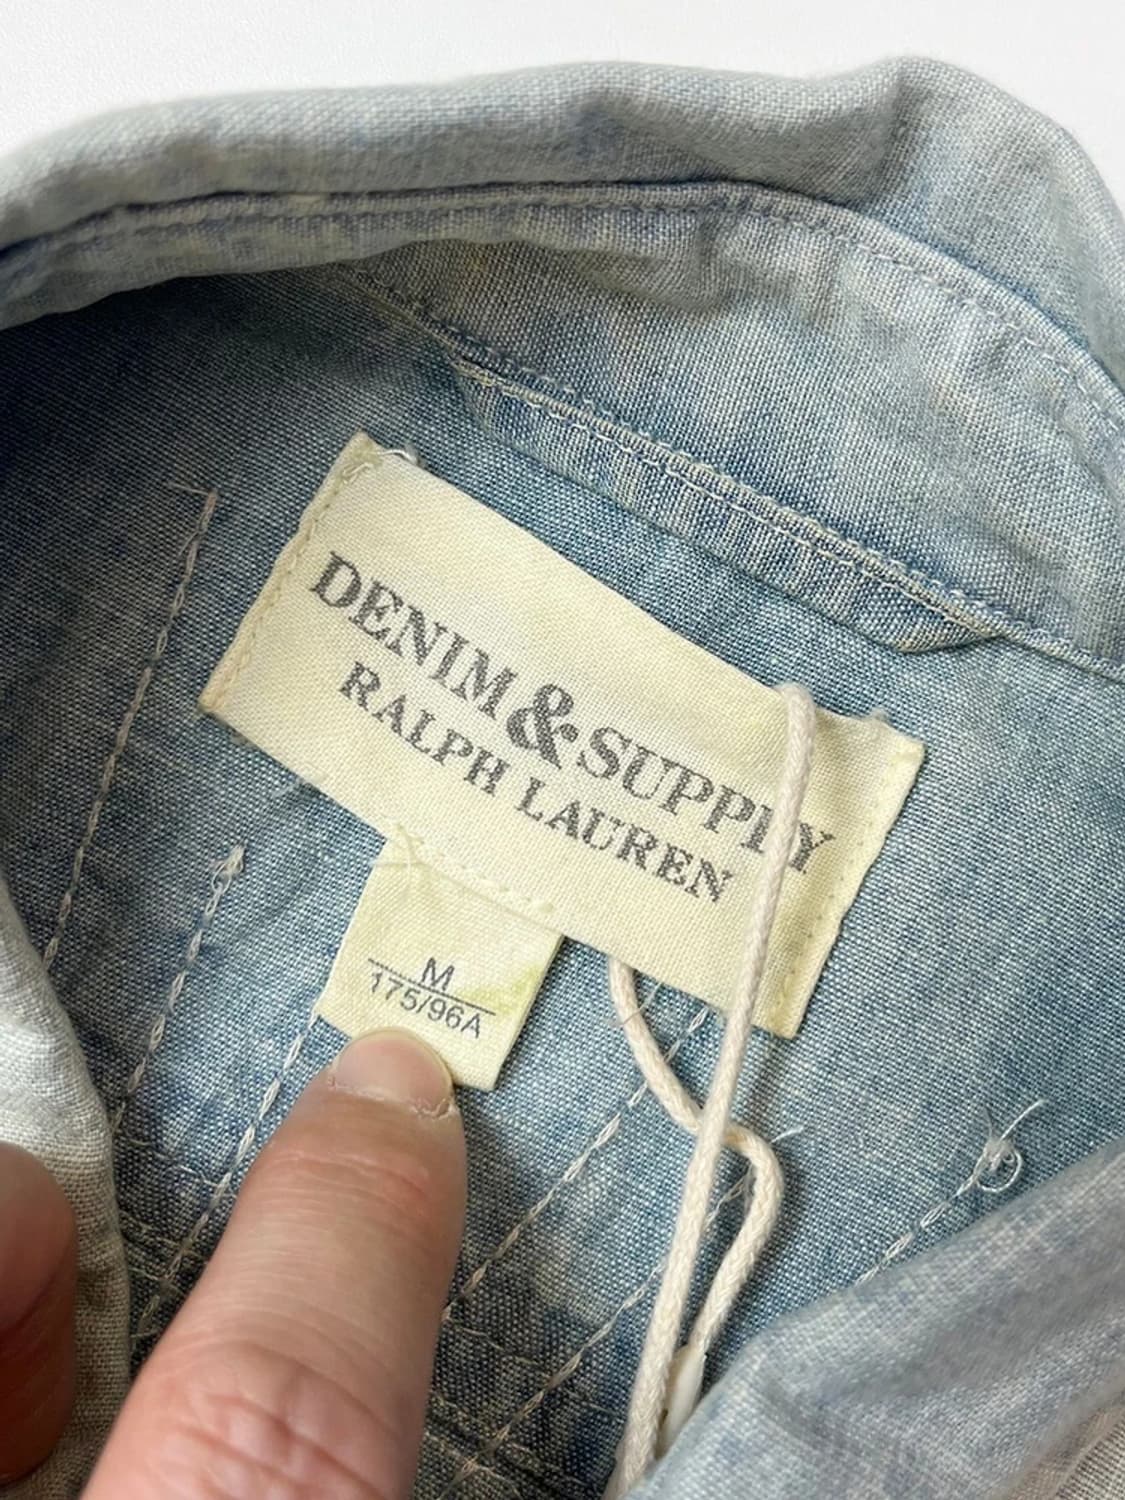 DENIM & SUPPLY
RALPH LAUREN
M
175/96A